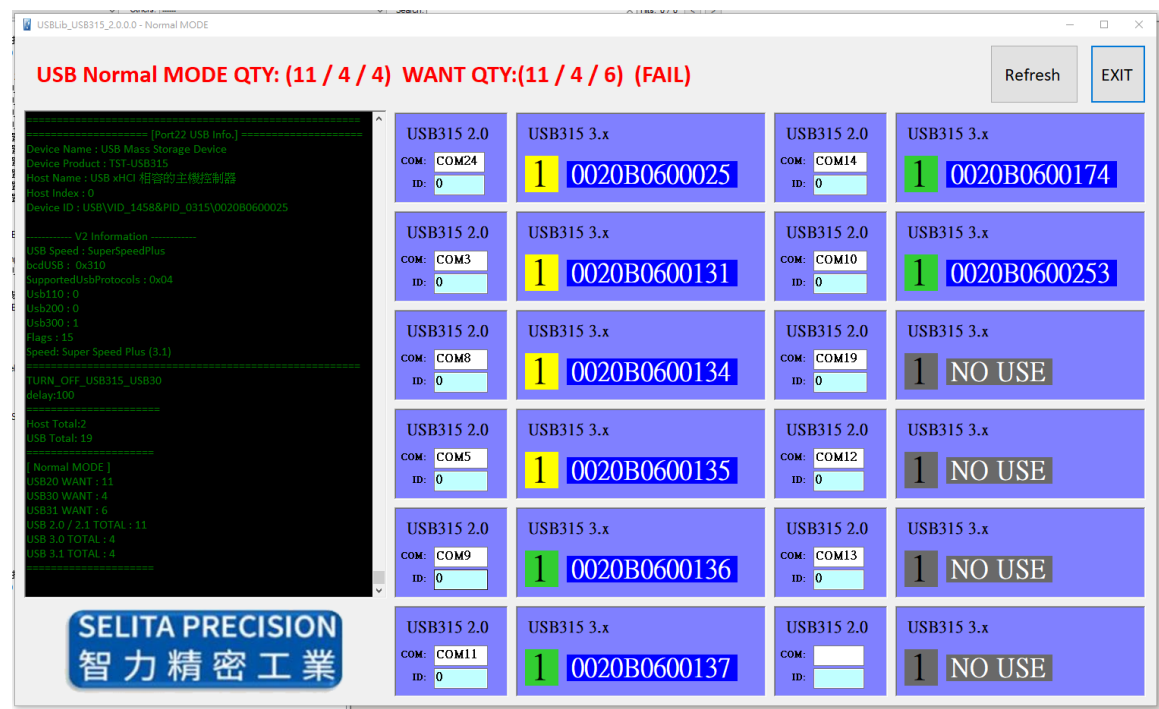 USBLib_USB315_2.0.0.0 - Normal MODE
USB Normal MODE QTY: (11 / 4 / 4)  WANT QTY:(11 / 4 / 6)  (FAIL)
Refresh
EXIT
=======================================================
==================== [Port22 USB Info.] ====================
Device Name : USB Mass Storage Device
Device Product : TST-USB315
Host Name : USB xHCI 相容的主機控制器
Host Index : 0
Device ID : USB\VID_1458&PID_0315\0020B0600025
------------ V2 Information ------------
USB Speed : SuperSpeedPlus
bcdUSB : 0x310
SupportedUsbProtocols : 0x04
Usb110 : 0
Usb200 : 0
Usb300 : 1
Flags : 15
Speed: Super Speed Plus (3.1)
=======================================================
TURN_OFF_USB315_USB30
delay:100
======================
Host Total:2
USB Total: 19
=====================
[ Normal MODE ]
USB20 WANT : 11
USB30 WANT : 4
USB31 WANT : 6
USB 2.0 / 2.1 TOTAL : 11
USB 3.0 TOTAL : 4
USB 3.1 TOTAL : 4
=====================
SELITA PRECISION
智力精密工業
USB315 2.0
COM: COM24
ID: 0
USB315 3.x
1 0020B0600025
USB315 2.0
COM: COM14
ID: 0
USB315 3.x
1 0020B0600174
USB315 2.0
COM: COM3
ID: 0
USB315 3.x
1 0020B0600131
USB315 2.0
COM: COM10
ID: 0
USB315 3.x
1 0020B0600253
USB315 2.0
COM: COM8
ID: 0
USB315 3.x
1 0020B0600134
USB315 2.0
COM: COM19
ID: 0
USB315 3.x
1 NO USE
USB315 2.0
COM: COM5
ID: 0
USB315 3.x
1 0020B0600135
USB315 2.0
COM: COM12
ID: 0
USB315 3.x
1 NO USE
USB315 2.0
COM: COM9
ID: 0
USB315 3.x
1 0020B0600136
USB315 2.0
COM: COM13
ID: 0
USB315 3.x
1 NO USE
USB315 2.0
COM: COM11
ID: 0
USB315 3.x
1 0020B0600137
USB315 2.0
COM:
ID:
USB315 3.x
1 NO USE